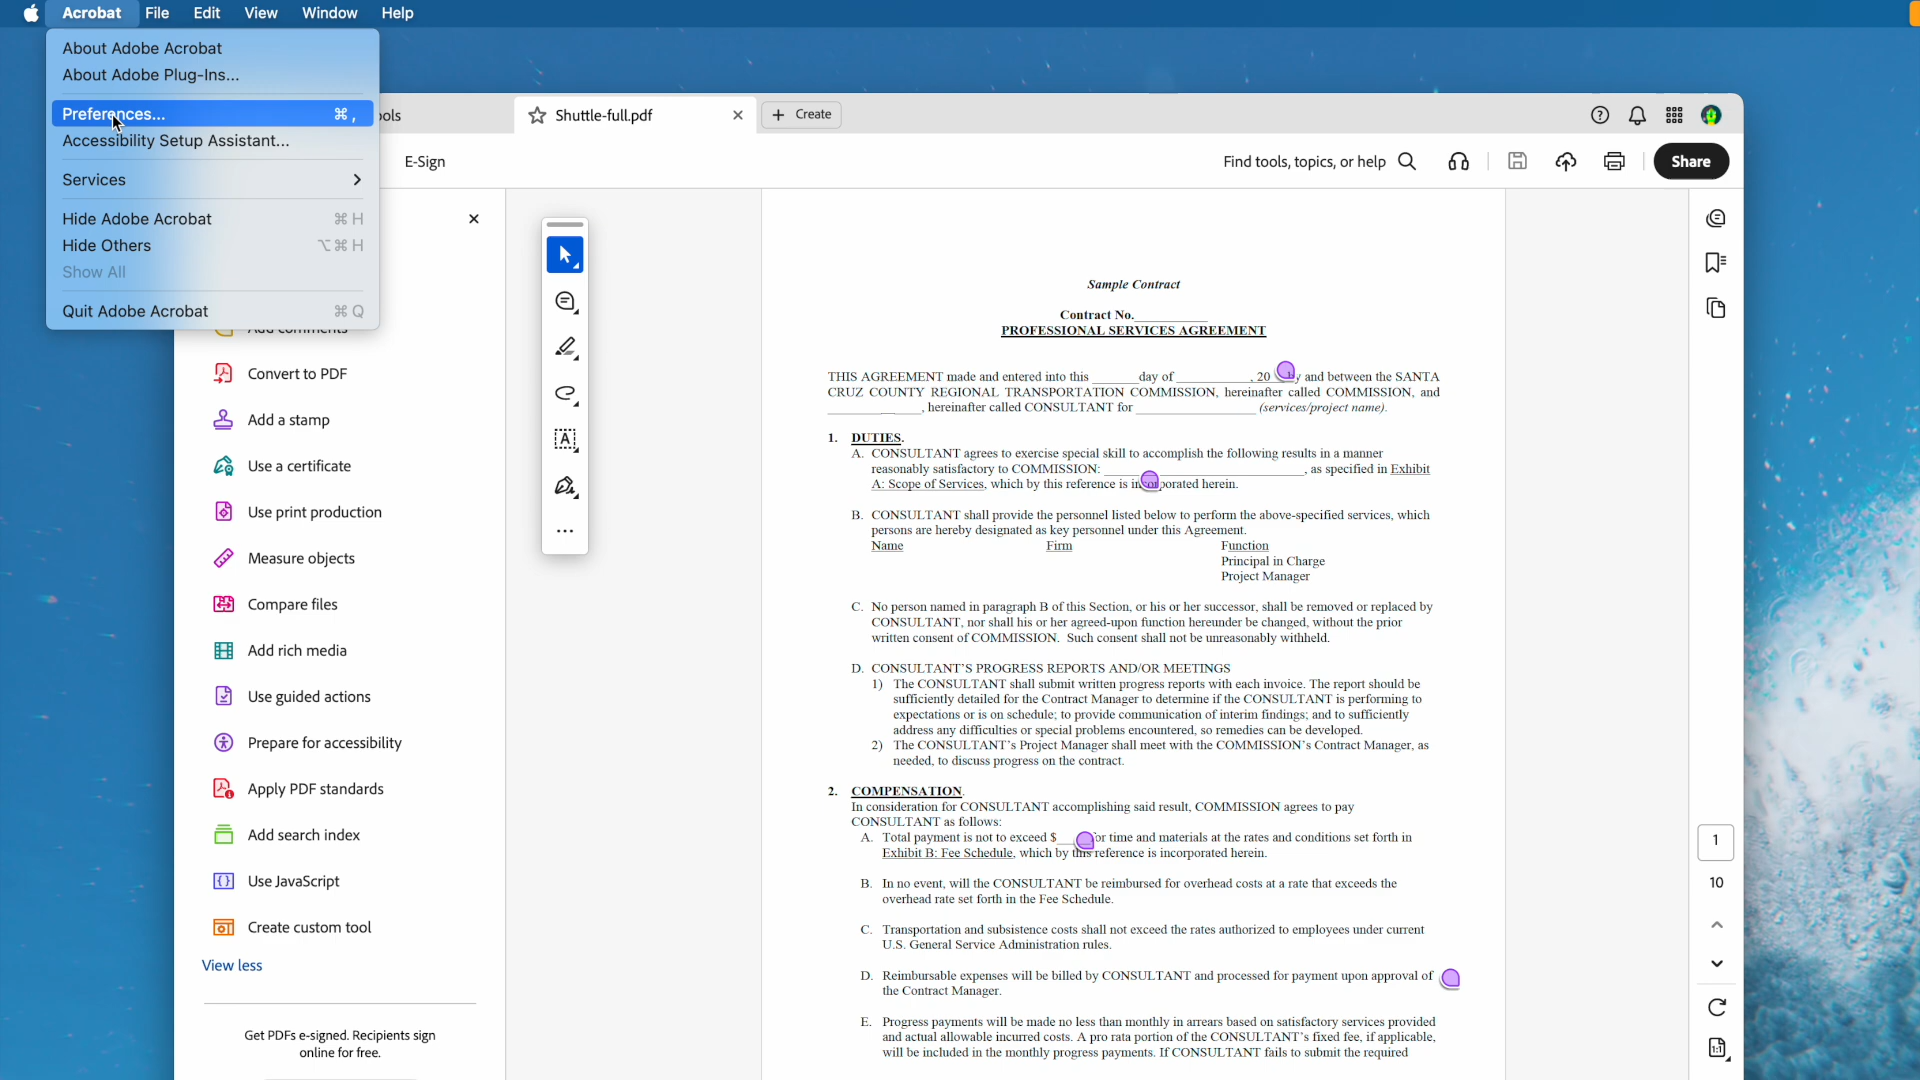 Acrobat File Edit View Window Help
About Adobe Acrobat
About Adobe Plug-Ins...
Preferences... ⌘ ,
Accessibility Setup Assistant...
Services
Hide Adobe Acrobat ⌘ H
Hide Others ⌥ ⌘ H
Show All
Quit Adobe Acrobat ⌘ Q
Shuttle-full.pdf
Create
E-Sign
Find tools, topics, or help
Share
Convert to PDF
Add a stamp
Use a certificate
Use print production
Measure objects
Compare files
Add rich media
Use guided actions
Prepare for accessibility
Apply PDF standards
Add search index
Use JavaScript
Create custom tool
View less
Get PDFs e-signed. Recipients sign
online for free.
Sample Contract
Contract No.__________
PROFESSIONAL SERVICES AGREEMENT
THIS AGREEMENT made and entered into this ______day of __________, 20 by and between the SANTA
CRUZ COUNTY REGIONAL TRANSPORTATION COMMISSION, hereinafter called COMMISSION, and
____________, hereinafter called CONSULTANT for ________________ (services/project name).
1. DUTIES.
A. CONSULTANT agrees to exercise special skill to accomplish the following results in a manner
reasonably satisfactory to COMMISSION: __________________________, as specified in Exhibit
A: Scope of Services, which by this reference is incorporated herein.
B. CONSULTANT shall provide the personnel listed below to perform the above-specified services, which
persons are hereby designated as key personnel under this Agreement.
Name Firm Function
Principal in Charge
Project Manager
C. No person named in paragraph B of this Section, or his or her successor, shall be removed or replaced by
CONSULTANT, nor shall his or her agreed-upon function hereunder be changed, without the prior
written consent of COMMISSION. Such consent shall not be unreasonably withheld.
D. CONSULTANT'S PROGRESS REPORTS AND/OR MEETINGS
1) The CONSULTANT shall submit written progress reports with each invoice. The report should be
sufficiently detailed for the Contract Manager to determine if the CONSULTANT is performing to
expectations or is on schedule; to provide communication of interim findings; and to sufficiently
address any difficulties or special problems encountered, so remedies can be developed.
2) The CONSULTANT's Project Manager shall meet with the COMMISSION's Contract Manager, as
needed, to discuss progress on the contract.
2. COMPENSATION.
In consideration for CONSULTANT accomplishing said result, COMMISSION agrees to pay
CONSULTANT as follows:
A. Total payment is not to exceed $_____ for time and materials at the rates and conditions set forth in
Exhibit B: Fee Schedule, which by this reference is incorporated herein.
B. In no event, will the CONSULTANT be reimbursed for overhead costs at a rate that exceeds the
overhead rate set forth in the Fee Schedule.
C. Transportation and subsistence costs shall not exceed the rates authorized to employees under current
U.S. General Service Administration rules.
D. Reimbursable expenses will be billed by CONSULTANT and processed for payment upon approval of
the Contract Manager.
E. Progress payments will be made no less than monthly in arrears based on satisfactory services provided
and actual allowable incurred costs. A pro rata portion of the CONSULTANT's fixed fee, if applicable,
will be included in the monthly progress payments. If CONSULTANT fails to submit the required
1
10